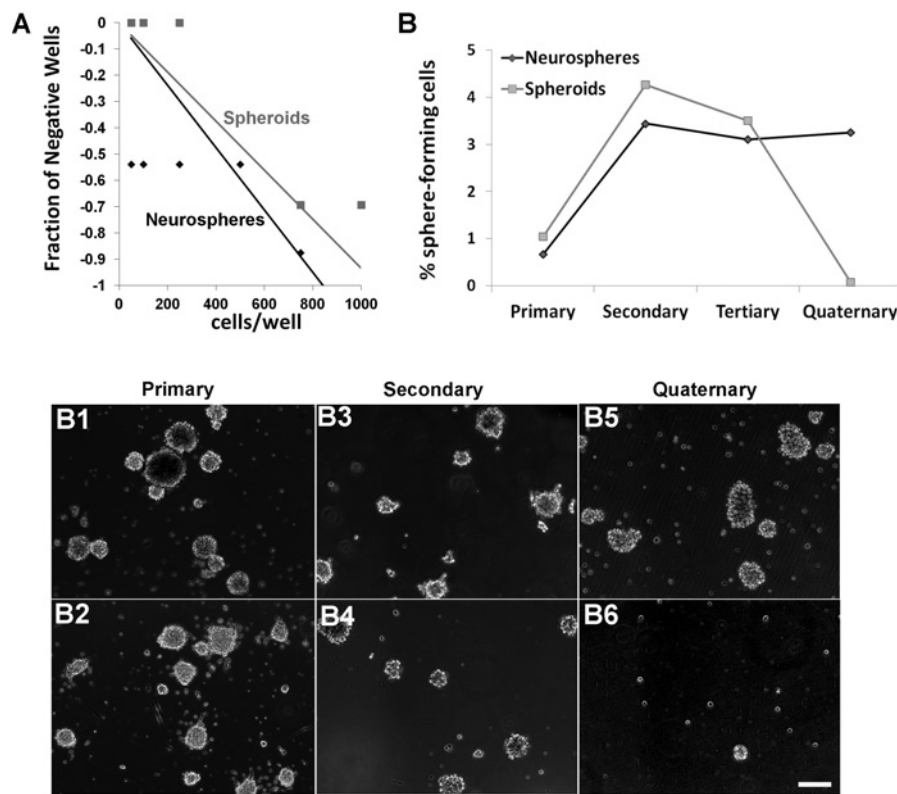 A
Fraction of Negative Wells
0
-0.1
-0.2
-0.3
-0.4
-0.5
-0.6
-0.7
-0.8
-0.9
-1
Spheroids
Neurospheres
0 200 400 600 800 1000
cells/well
B
% sphere-forming cells
5
4
3
2
1
0
Neurospheres
Spheroids
Primary Secondary Tertiary Quaternary
Primary Secondary Quaternary
B1 B3 B5
B2 B4 B6